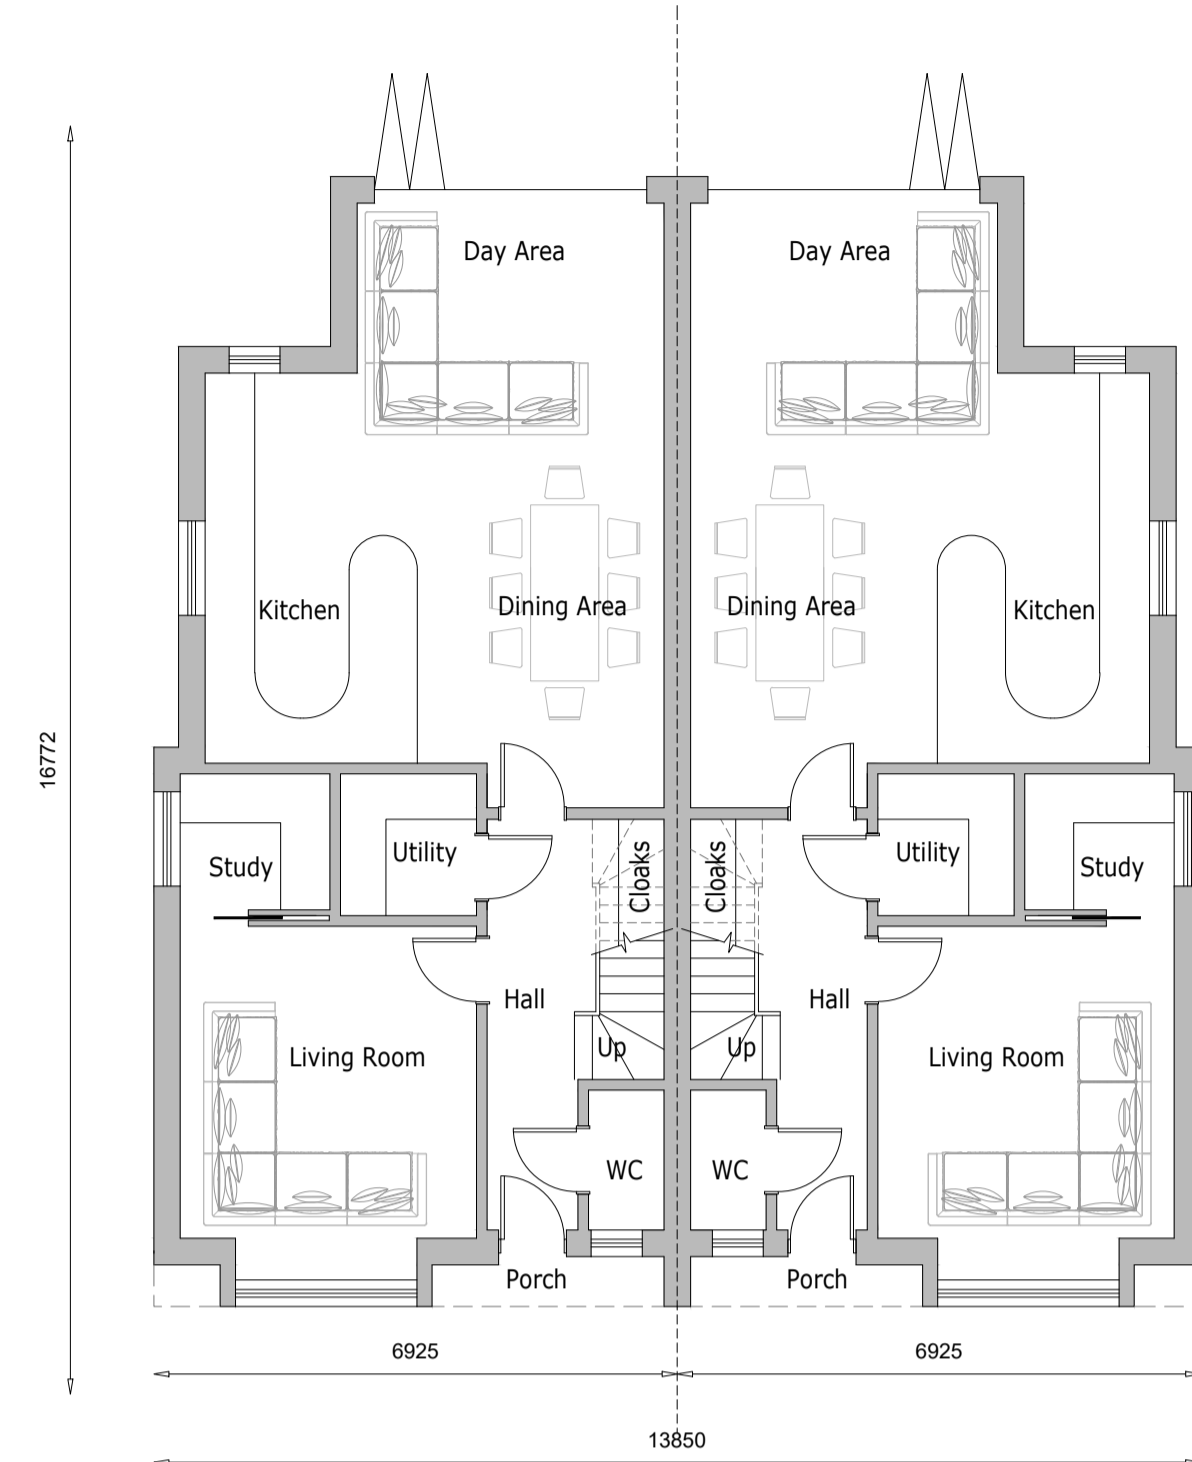 Day Area
Day Area
Kitchen
Dining Area
Dining Area
Kitchen
16772
Study
Utility
Cloaks
Cloaks
Utility
Study
Hall
Hall
Living Room
Up
Up
Living Room
WC
WC
Porch
Porch
6925
6925
13850